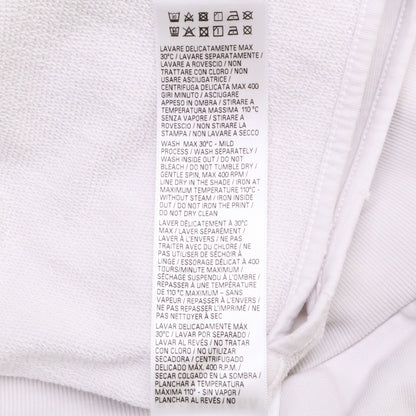 LAVARE DELICATAMENTE MAX
30°C / LAVARE SEPARATAMENTE /
LAVARE A ROVESCIO / NON
TRATTARE CON CLORO / NON
USARE ASCIUGATRICE /
CENTRIFUGA DELICATA MAX 400
GIRI MINUTO / ASCIUGARE
APPESO IN OMBRA / STIRARE A
TEMPERATURA MASSIMA 110 °C
SENZA VAPORE / STIRARE A
ROVESCIO / NON STIRARE LA
STAMPA / NON LAVARE A SECCO
WASH MAX 30°C - MILD
PROCESS / WASH SEPARATELY /
WASH INSIDE OUT / DO NOT
BLEACH / DO NOT TUMBLE DRY /
GENTLE SPIN, MAX 400 RPM /
LINE DRY IN THE SHADE / IRON AT
MAXIMUM TEMPERATURE 110°C -
WITHOUT STEAM / IRON INSIDE
OUT / DO NOT IRON THE PRINT /
DO NOT DRY CLEAN
LAVER DÉLICATEMENT À 30°C
MAX / LAVER SÉPARÉMENT /
LAVER À L'ENVERS / NE PAS
TRAITER AVEC DU CHLORE / NE
PAS UTILISER DE SÉCHOIR À
LINGE / ESSORAGE DÉLICAT À 400
TOURS/MINUTE MAXIMUM /
SÉCHAGE SUSPENDU À L'OMBRE /
REPASSER À UNE TEMPÉRATURE
DE 110 °C MAXIMUM – SANS
VAPEUR / REPASSER À L'ENVERS /
NE PAS REPASSER L'IMPRIMÉ / NE
PAS NETTOYER À SEC
LAVAR DELICADAMENTE MÁX
30°C / LAVAR POR SEPARADO /
LAVAR AL REVÉS / NO TRATAR
CON CLORO / NO UTILIZAR
SECADORA / CENTRIFUGADO
DELICADO MÁX. 400 R.P.M. /
SECAR COLGADO EN LA SOMBRA /
PLANCHAR A TEMPERATURA
MÁXIMA 110° - SIN VAPOR /
PLANCHAR AL REVÉS / NO